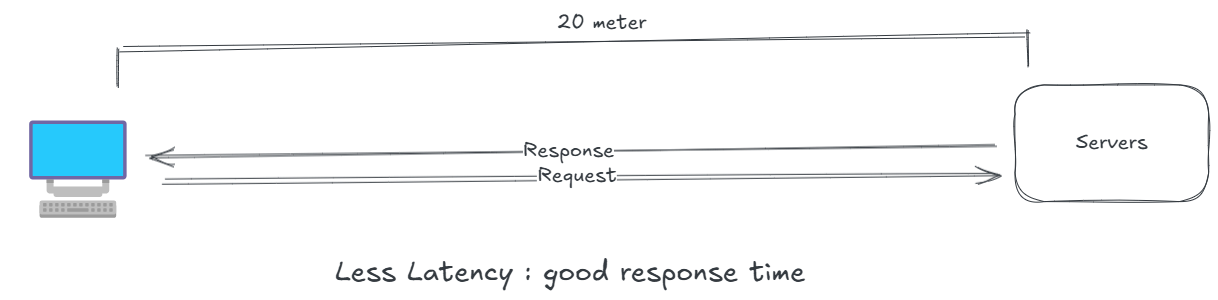 20 meter
Response
Request
Servers
Less Latency : good response time